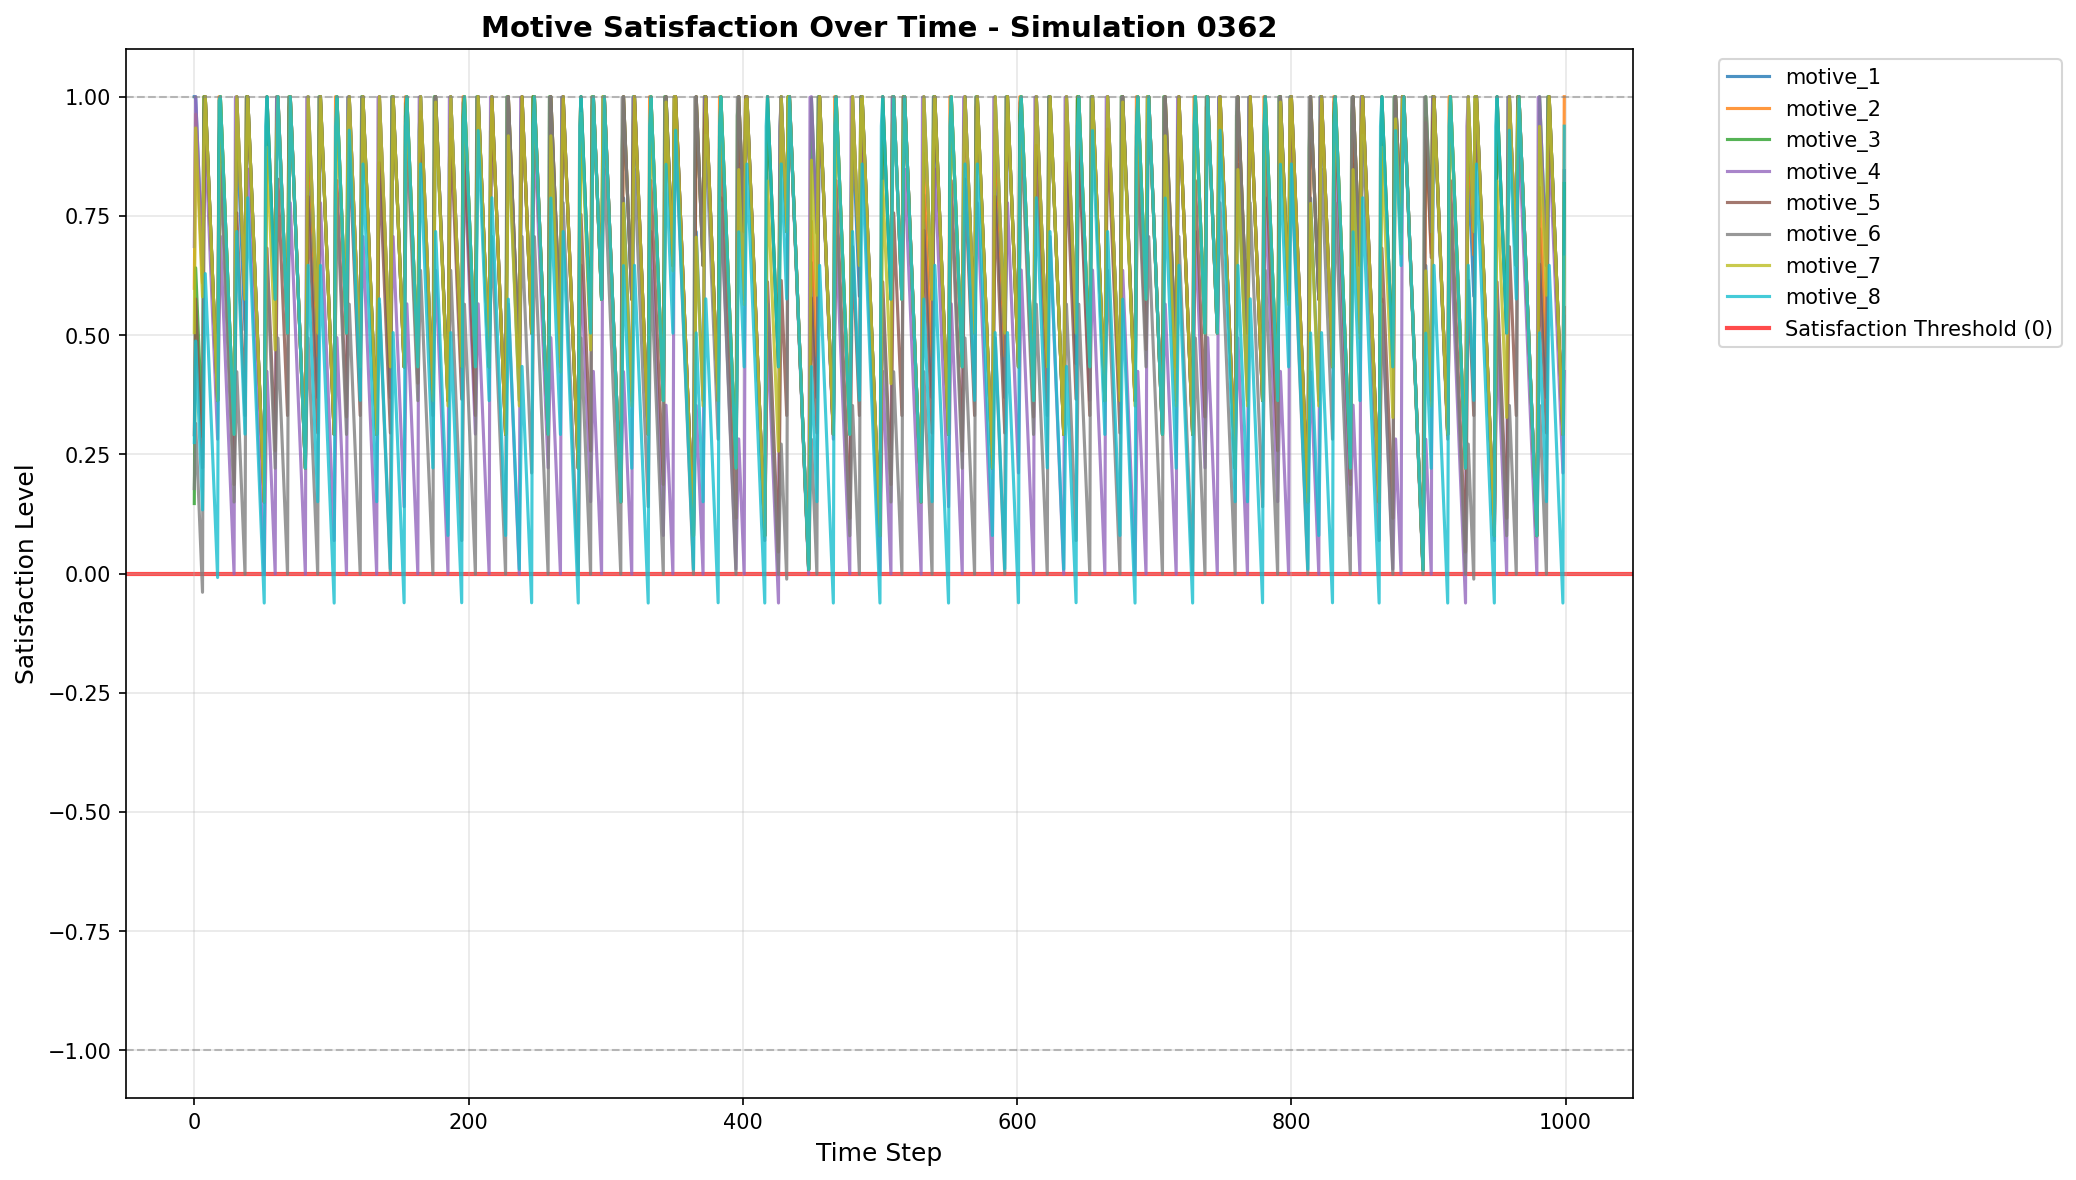 Motive Satisfaction Over Time - Simulation 0362
Satisfaction Level
1.00
0.75
0.50
0.25
0.00
−0.25
−0.50
−0.75
−1.00
0
200
400
600
800
1000
Time Step
motive_1
motive_2
motive_3
motive_4
motive_5
motive_6
motive_7
motive_8
Satisfaction Threshold (0)